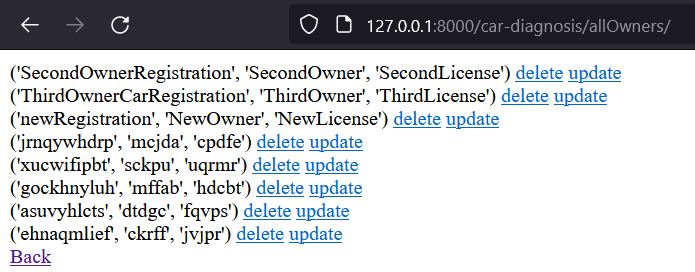 127.0.0.1:8000/car-diagnosis/allOwners/
('SecondOwnerRegistration', 'SecondOwner', 'SecondLicense') delete update
('ThirdOwnerCarRegistration', 'ThirdOwner', 'ThirdLicense') delete update
('newRegistration', 'NewOwner', 'NewLicense') delete update
('jrnqywhdrp', 'mcjda', 'cpdfe') delete update
('xucwifipbt', 'sckpu', 'uqrmr') delete update
('gockhnyluh', 'mffab', 'hdcbt') delete update
('asuvyhlcts', 'dtdgc', 'fqvps') delete update
('ehnaqmlief', 'ckrff', 'jvjpr') delete update
Back